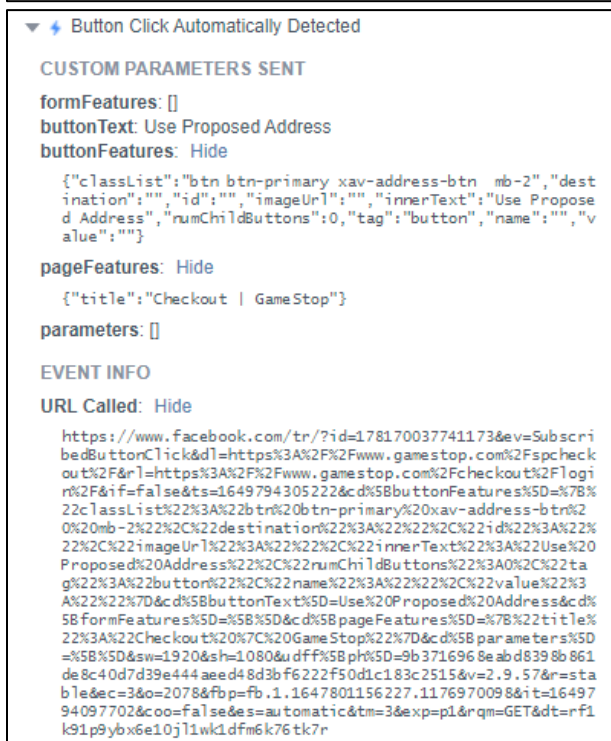 Button Click Automatically Detected
CUSTOM PARAMETERS SENT
formFeatures: []
buttonText: Use Proposed Address
buttonFeatures: Hide
{"classList":"btn btn-primary xav-address-btn  mb-2","dest
ination":"","id":"","imageUrl":"","innerText":"Use Propose
d Address","numChildButtons":0,"tag":"button","name":"","v
alue":""}
pageFeatures: Hide
{"title":"Checkout | GameStop"}
parameters: []
EVENT INFO
URL Called: Hide
https://www.facebook.com/tr/?id=178170037741173&ev=Subscri
bedButtonClick&dl=https%3A%2F%2Fwww.gamestop.com%2Fspcheck
out%2F&rl=https%3A%2F%2Fwww.gamestop.com%2Fcheckout%2Flogi
n%2F&if=false&ts=1649794305222&cd%5BbuttonFeatures%5D=%7B%
22classList%22%3A%22btn%20btn-primary%20xav-address-btn%2
0%20mb-2%22%2C%22destination%22%3A%22%22%2C%22id%22%3A%22%
22%2C%22imageUrl%22%3A%22%22%2C%22innerText%22%3A%22Use%20
Proposed%20Address%22%2C%22numChildButtons%22%3A0%2C%22ta
g%22%3A%22button%22%2C%22name%22%3A%22%22%2C%22value%22%3
A%22%22%7D&cd%5BbuttonText%5D=Use%20Proposed%20Address&cd%
5BformFeatures%5D=%5B%5D&cd%5BpageFeatures%5D=%7B%22title%
22%3A%22Checkout%20%7C%20GameStop%22%7D&cd%5Bparameters%5D
=%5B%5D&sw=1920&sh=1080&udff%5Bph%5D=9b3716968eabd8398b861
de8c40d7d39e444aeed48d3bf6222f50d1c183c2515&v=2.9.57&r=sta
ble&ec=3&o=2078&fbp=fb.1.1647801156227.1176970098&it=16497
94097702&coo=false&es=automatic&tm=3&exp=p1&rqm=GET&dt=rf1
k91p9ybx6e10jl1wk1dfm6k76tk7r